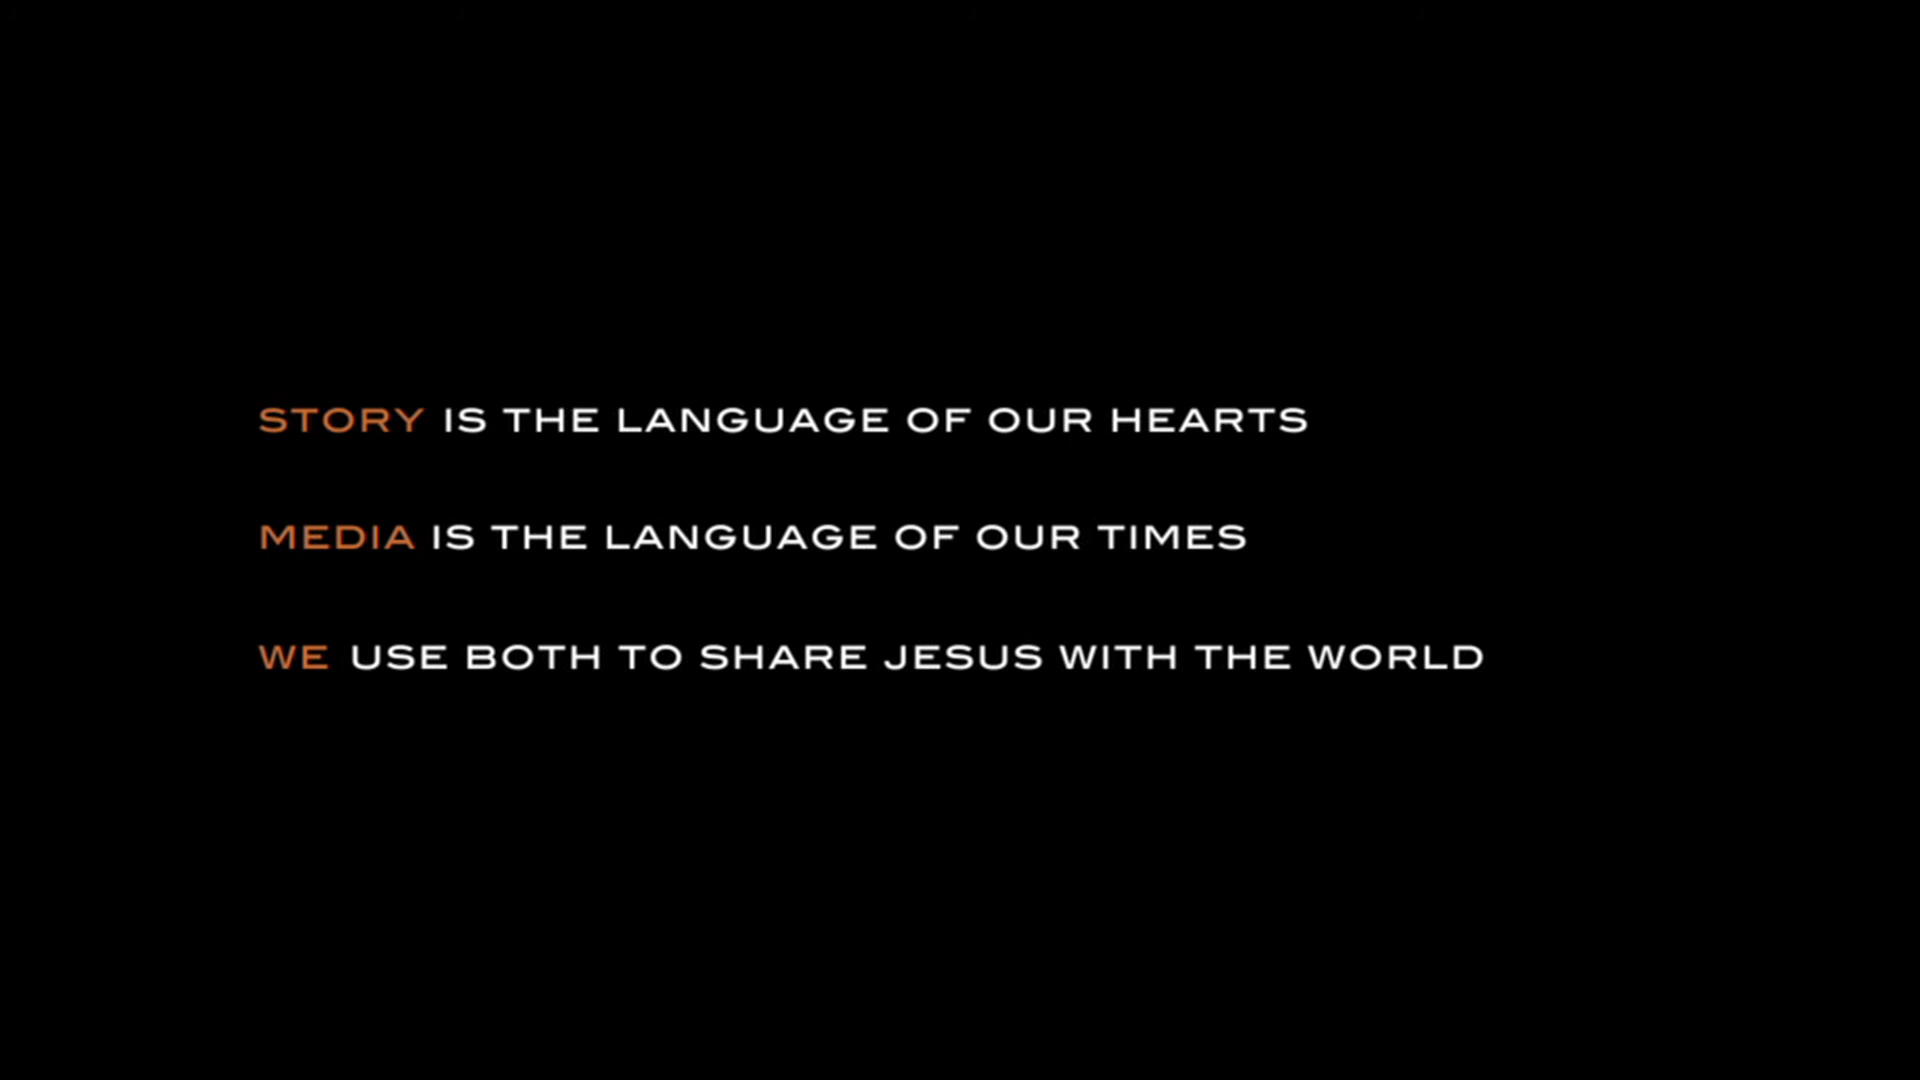 STORY IS THE LANGUAGE OF OUR HEARTS
MEDIA IS THE LANGUAGE OF OUR TIMES
WE USE BOTH TO SHARE JESUS WITH THE WORLD